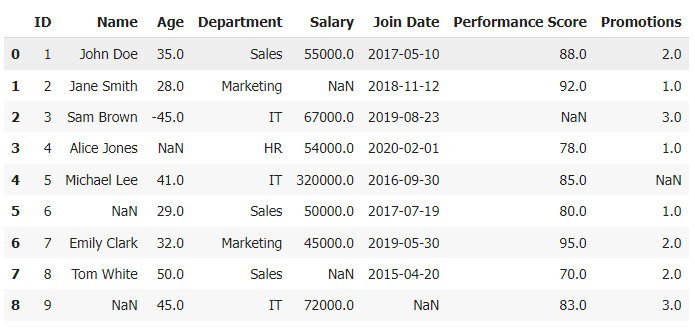 ID Name Age Department Salary Join Date Performance Score Promotions
0 1 John Doe 35.0 Sales 55000.0 2017-05-10 88.0 2.0
1 2 Jane Smith 28.0 Marketing NaN 2018-11-12 92.0 1.0
2 3 Sam Brown -45.0 IT 67000.0 2019-08-23 NaN 3.0
3 4 Alice Jones NaN HR 54000.0 2020-02-01 78.0 1.0
4 5 Michael Lee 41.0 IT 320000.0 2016-09-30 85.0 NaN
5 6 NaN 29.0 Sales 50000.0 2017-07-19 80.0 1.0
6 7 Emily Clark 32.0 Marketing 45000.0 2019-05-30 95.0 2.0
7 8 Tom White 50.0 Sales NaN 2015-04-20 70.0 2.0
8 9 NaN 45.0 IT 72000.0 NaN 83.0 3.0